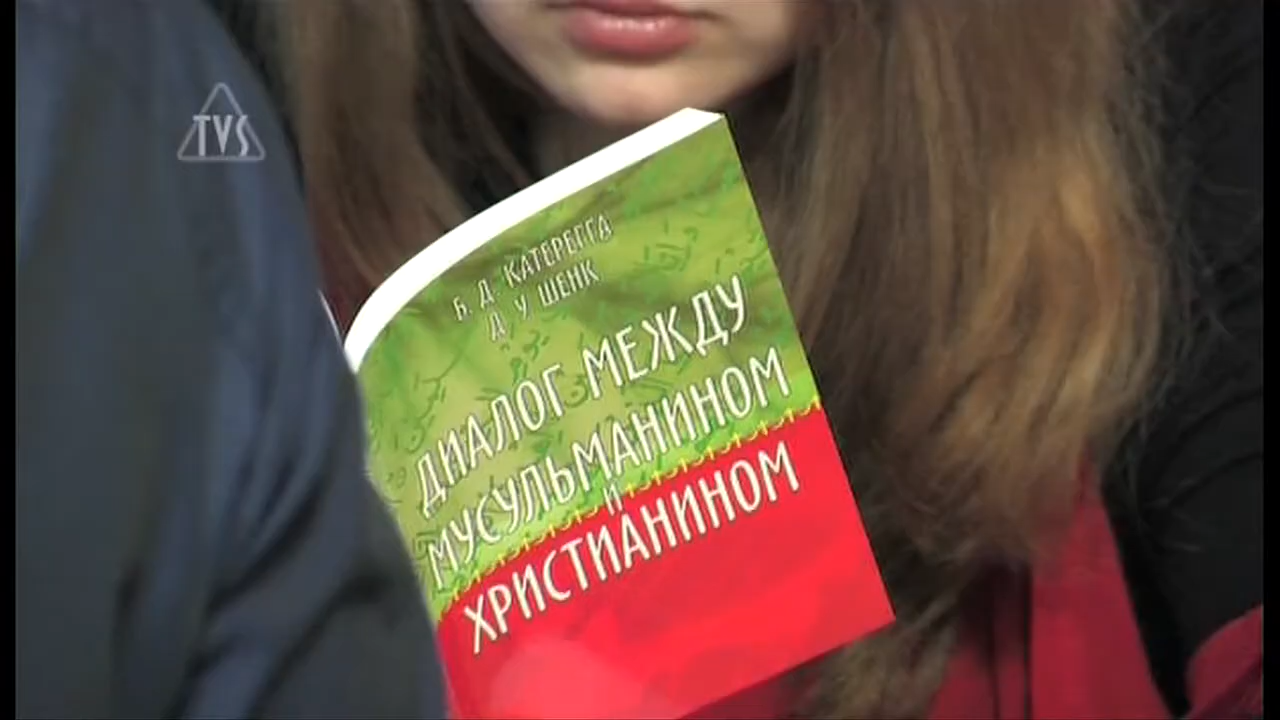 TVS
Б. Д. КАТЕРЕГГА
Д. У ШЕНК
ДИАЛОГ МЕЖДУ
МУСУЛЬМАНИНОМ
И
ХРИСТИАНИНОМ